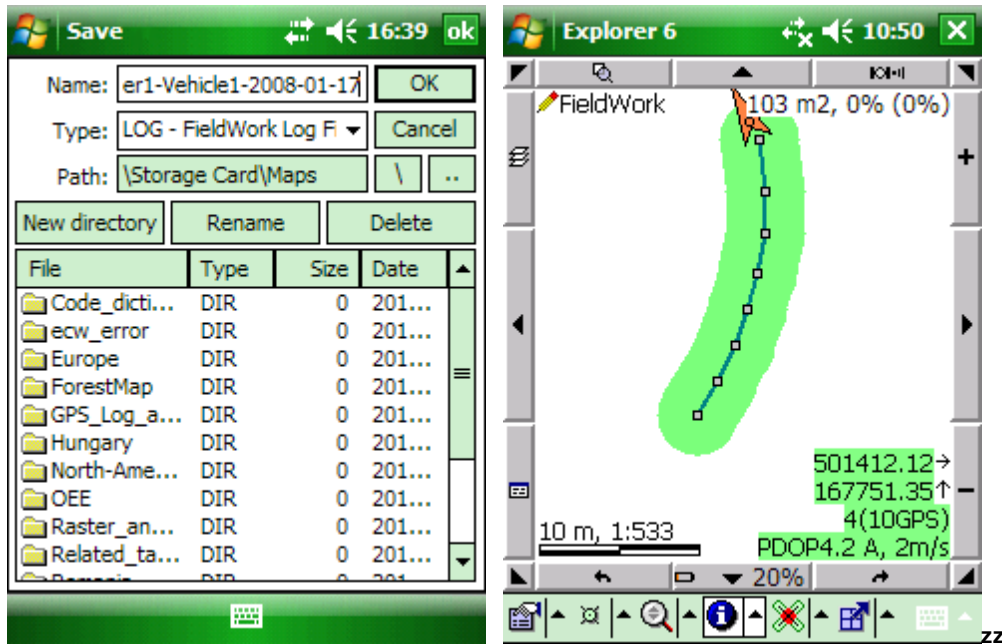 Save 16:39 ok
Name: er1-Vehicle1-2008-01-17 OK
Type: LOG - FieldWork Log Fi Cancel
Path: \Storage Card\Maps \ ..
New directory Rename Delete
File Type Size Date
Code_dicti... DIR 0 201...
ecw_error DIR 0 201...
Europe DIR 0 201...
ForestMap DIR 0 201...
GPS_Log_a... DIR 0 201...
Hungary DIR 0 201...
North-Ame... DIR 0 201...
OEE DIR 0 201...
Raster_an... DIR 0 201...
Related_ta... DIR 0 201...
Explorer 6 10:50
FieldWork 103 m2, 0% (0%)
501412.12→
167751.35↑
4(10GPS)
10 m, 1:533 PDOP4.2 A, 2m/s
20%
zz